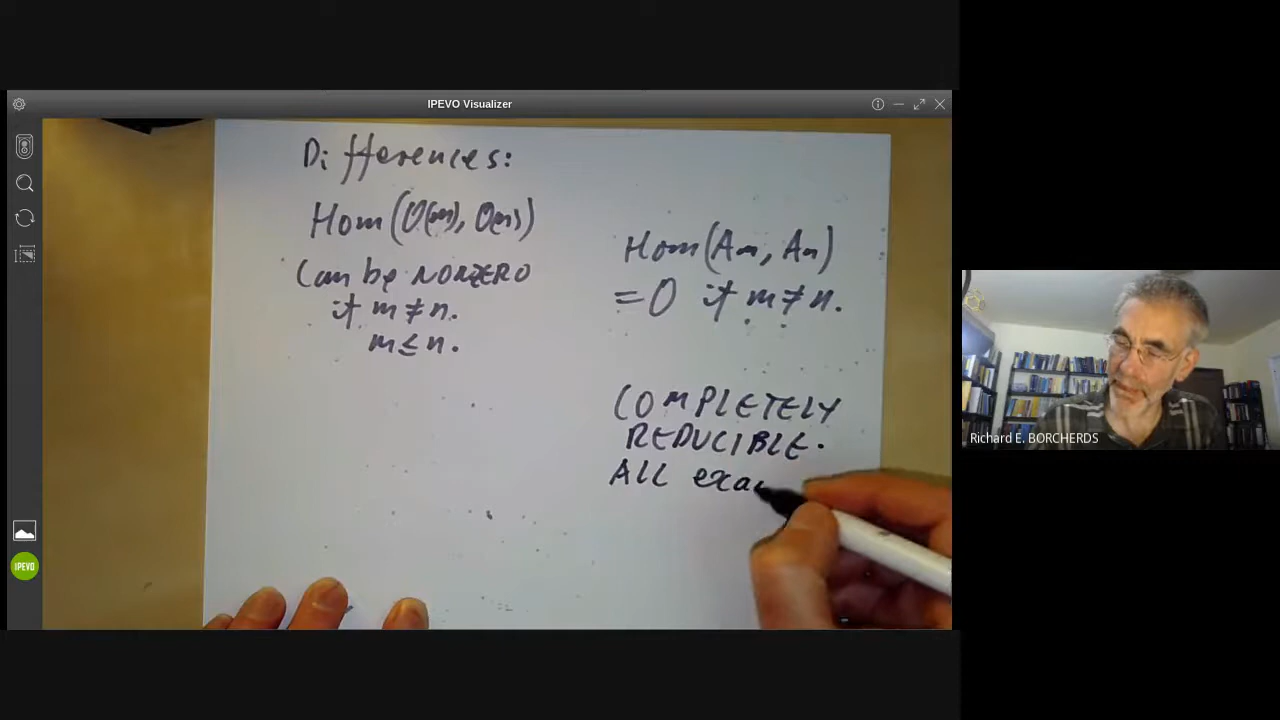 IPEVO Visualizer
Differences:
Hom(O(m), O(n))
Can be NONZERO
if m ≠ n.
m ≤ n.
Hom(Am, An)
= 0 if m ≠ n.
COMPLETELY
REDUCIBLE.
ALL exa
Richard E. BORCHERDS
IPEVO